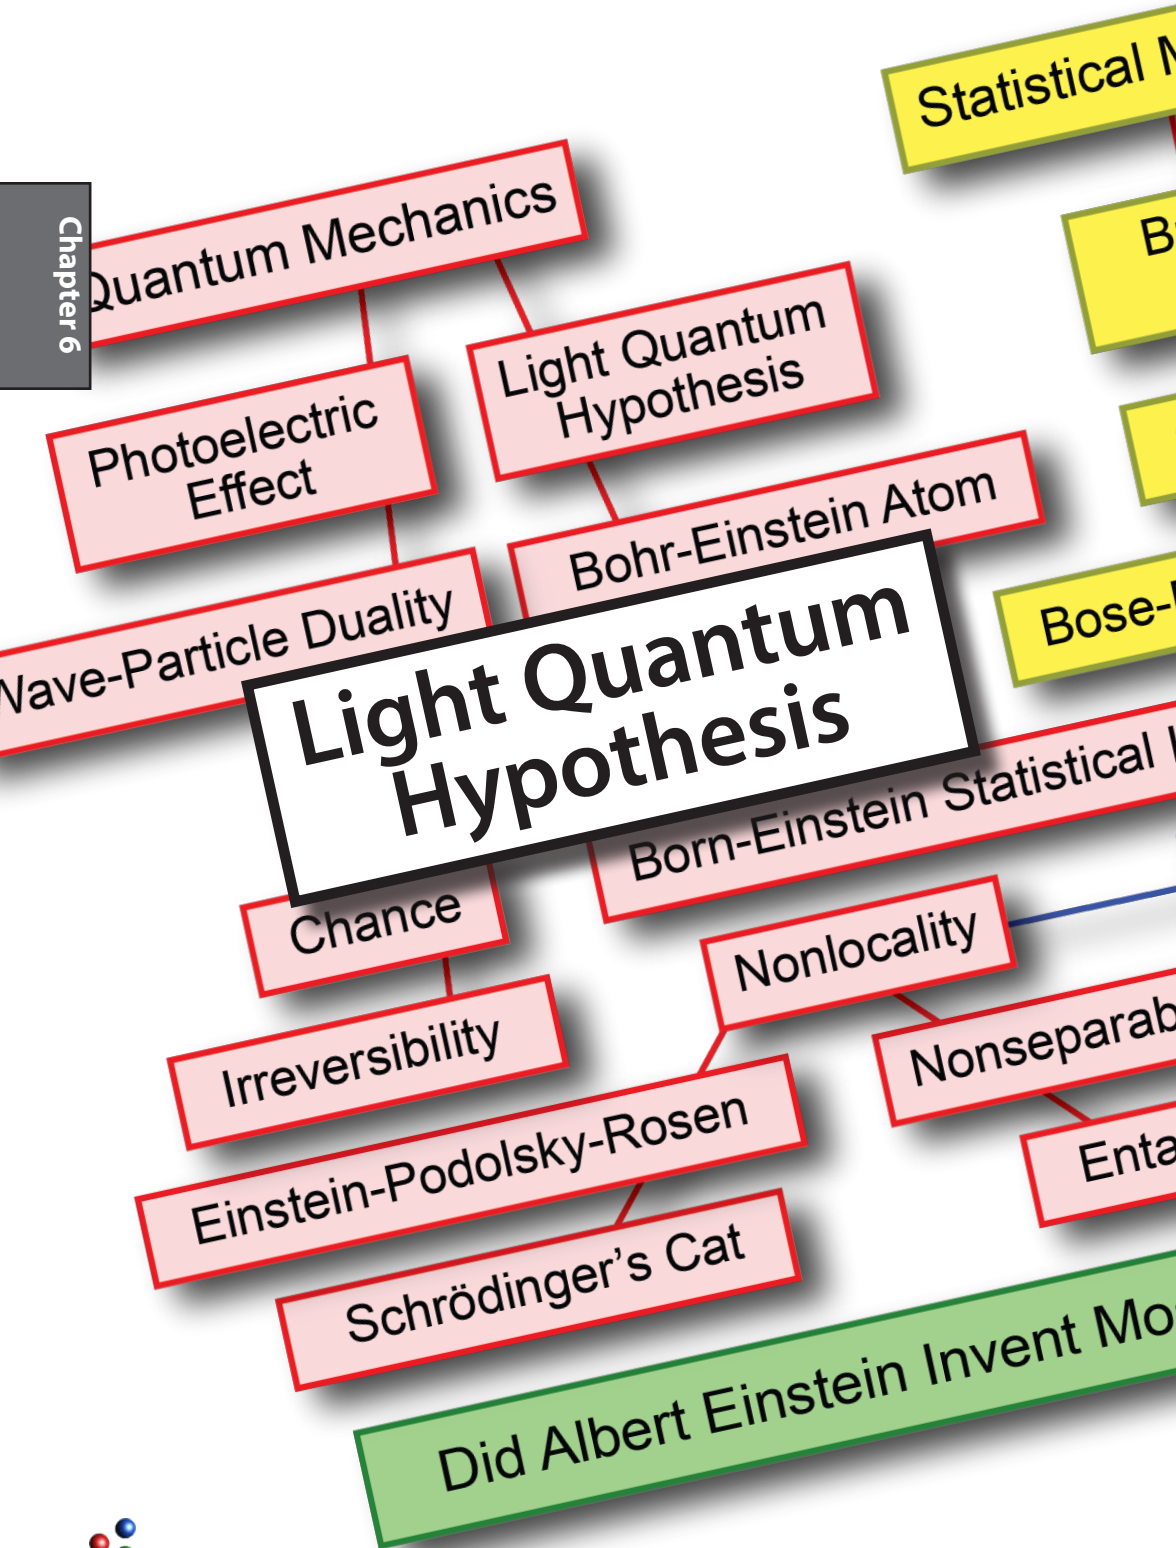 Statistical
Quantum Mechanics
Chapter 6
Light Quantum
Hypothesis
Photoelectric
Effect
Bohr-Einstein Atom
Wave-Particle Duality
Bose-
Light Quantum
Hypothesis
Born-Einstein Statistical
Chance
Nonlocality
Irreversibility
Nonseparab
Einstein-Podolsky-Rosen
Enta
Schrödinger’s Cat
Did Albert Einstein Invent Mo